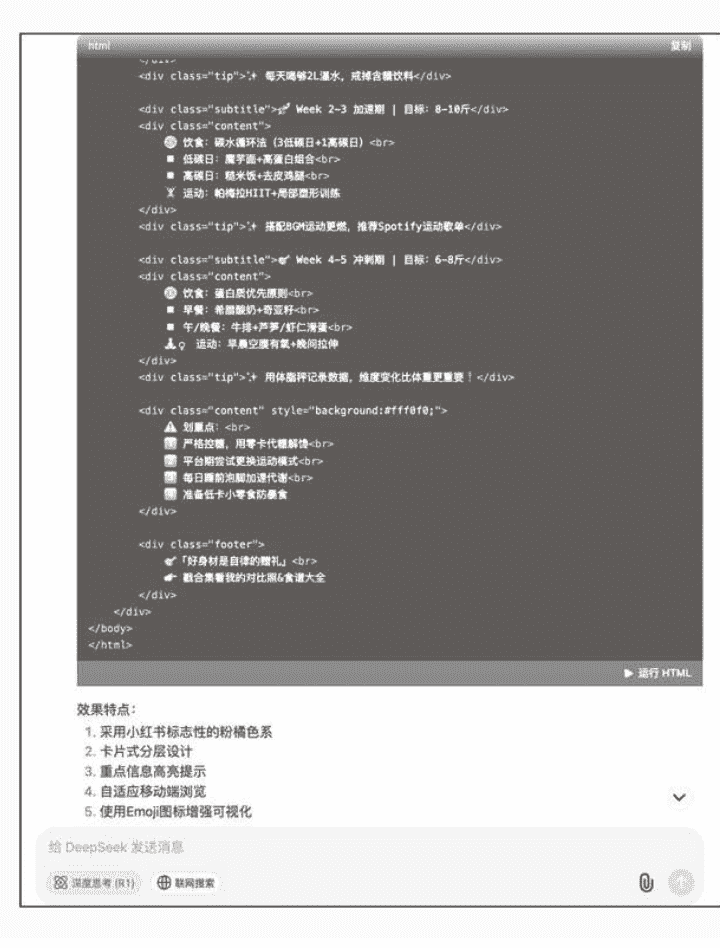 html 复制
</div>
<div class="tip">✨ 每天喝够2L温水，戒掉含糖饮料</div>
<div class="subtitle">🚀 Week 2-3 加速期 | 目标：8-10斤</div>
<div class="content">
饮食：碳水循环法（3低碳日+1高碳日）<br>
▪ 低碳日：魔芋面+高蛋白组合<br>
▪ 高碳日：糙米饭+去皮鸡腿<br>
运动：帕梅拉HIIT+局部塑形训练
</div>
<div class="tip">✨ 搭配BGM运动更燃，推荐Spotify运动歌单</div>
<div class="subtitle"> Week 4-5 冲刺期 | 目标：6-8斤</div>
<div class="content">
饮食：蛋白质优先原则<br>
▪ 早餐：希腊酸奶+奇亚籽<br>
▪ 午/晚餐：牛排+芦笋/虾仁滑蛋<br>
运动：早晨空腹有氧+晚间拉伸
</div>
<div class="tip">✨ 用体脂秤记录数据，维度变化比体重更重要！</div>
<div class="content" style="background:#fff0f0;">
⚠ 划重点：<br>
严格控糖，用零卡代糖解馋<br>
平台期尝试更换运动模式<br>
每日睡前泡脚加速代谢<br>
准备低卡小零食防暴食
</div>
<div class="footer">
「好身材是自律的赠礼」<br>
👉 戳合集看我的对比照&食谱大全
</div>
</div>
</body>
</html>
▶ 运行 HTML
效果特点：
1. 采用小红书标志性的粉橘色系
2. 卡片式分层设计
3. 重点信息高亮提示
4. 自适应移动端浏览
5. 使用Emoji图标增强可视化
给 DeepSeek 发送消息
深度思考 (R1) 联网搜索